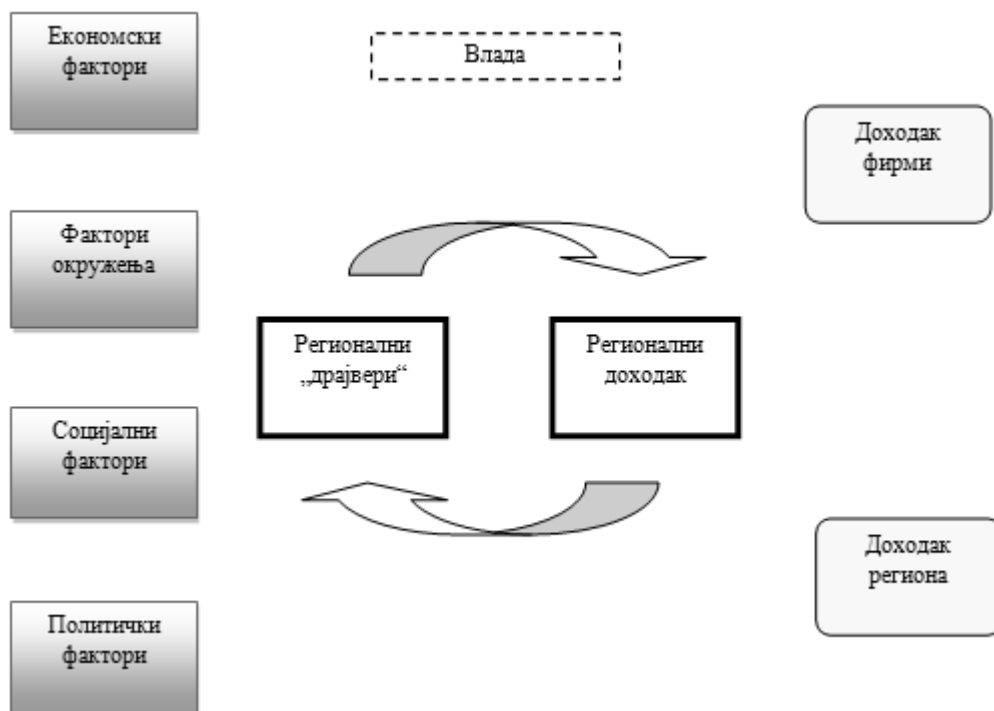 Економски
фактори
Влада
Доходак
фирми
Фактори
окружења
Регионални
„драјвери“
Регионални
доходак
Социјални
фактори
Доходак
региона
Политички
фактори